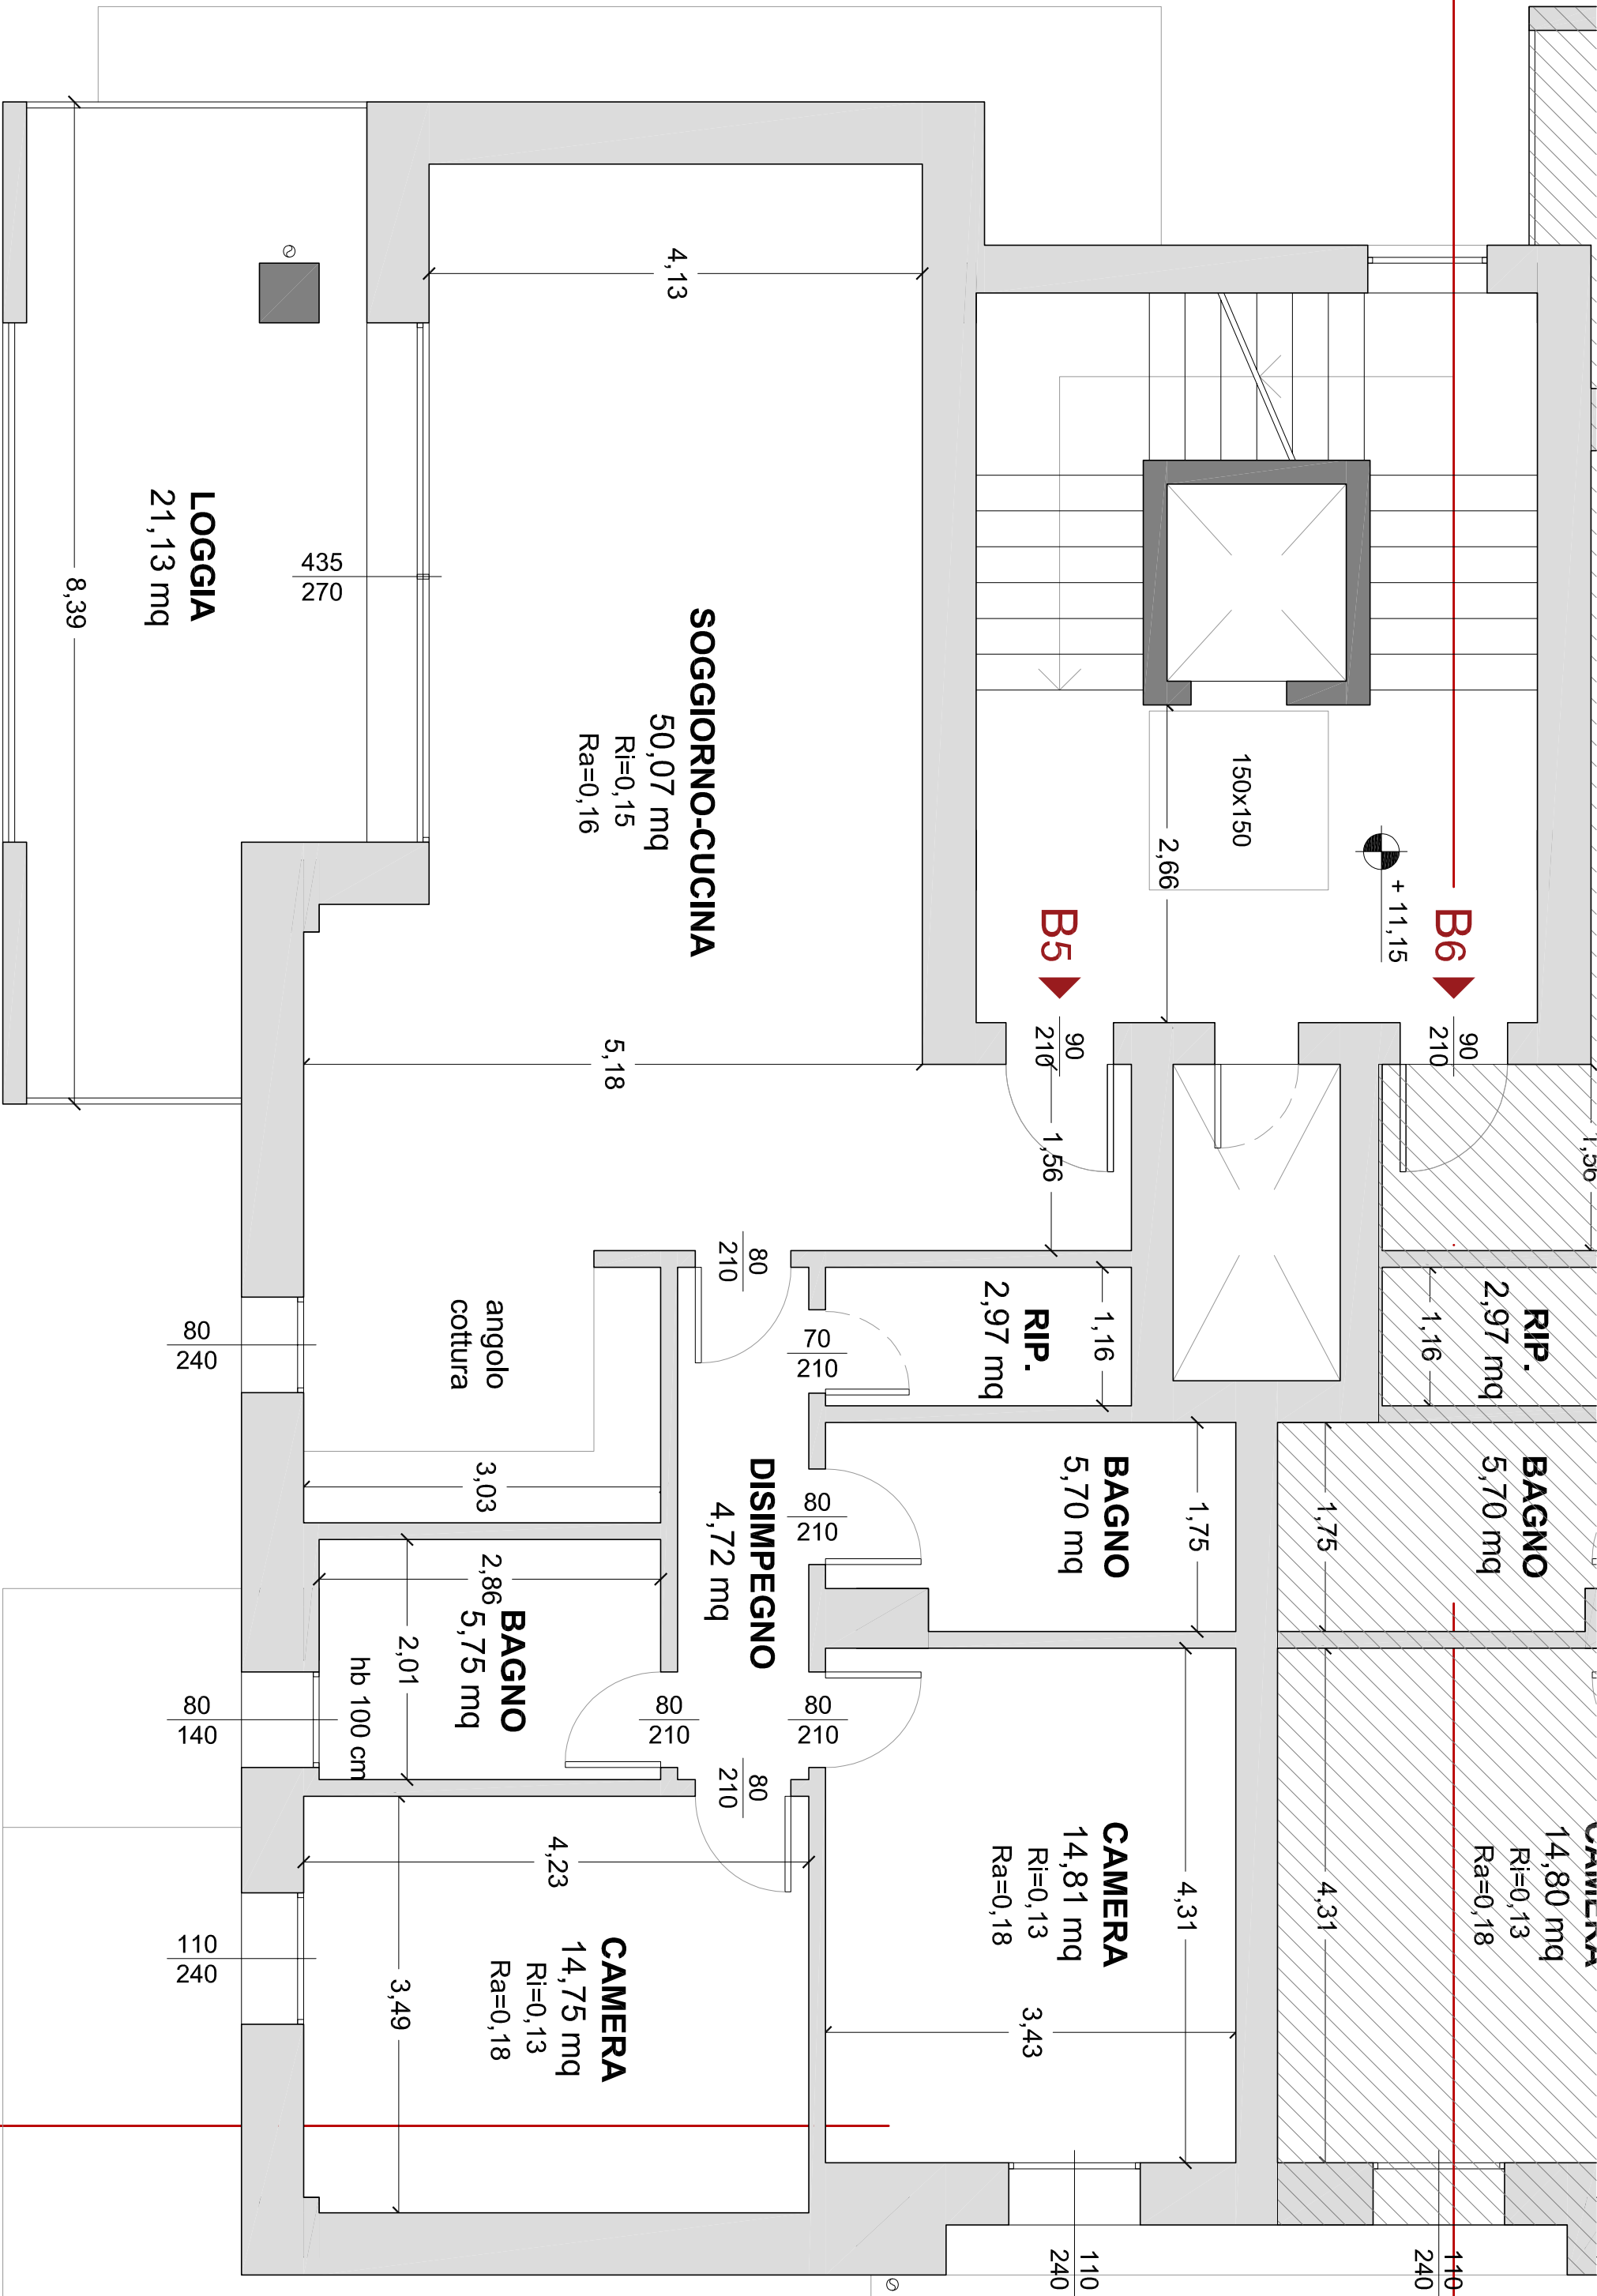 4,13
LOGGIA
21,13 mq
8,39
435
270
SOGGIORNO-CUCINA
50,07 mq
Ri=0,15
Ra=0,16
150x150
2,66
+ 11,15
B5
B6
90
210
90
210
5,18
1,56
1,56
80
210
angolo
cottura
80
240
70
210
RIP.
2,97 mq
1,16
RIP.
2,97 mq
1,16
3,03
DISIMPEGNO
4,72 mq
80
210
BAGNO
5,70 mq
1,75
BAGNO
5,70 mq
1,75
2,86
BAGNO
5,75 mq
2,01
hb 100 cm
80
140
80
210
80
210
80
210
CAMERA
14,81 mq
Ri=0,13
Ra=0,18
4,31
3,43
CAMERA
14,80 mq
Ri=0,13
Ra=0,18
4,31
4,23
CAMERA
14,75 mq
Ri=0,13
Ra=0,18
3,49
110
240
110
240
110
240